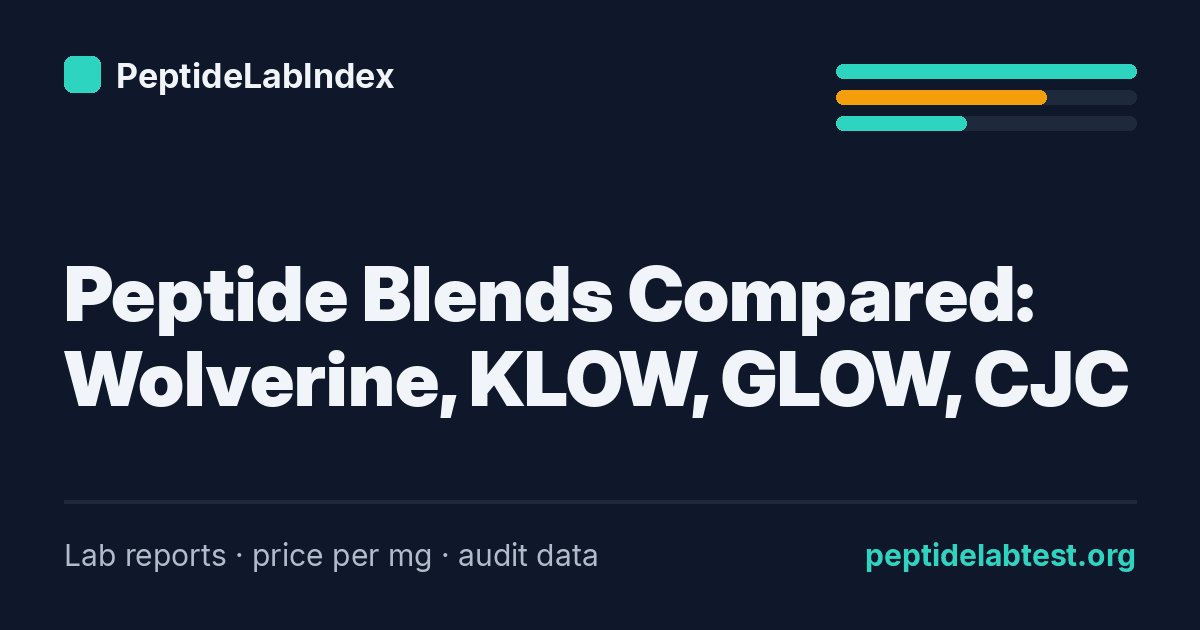 PeptideLabIndex
Peptide Blends Compared:
Wolverine, KLOW, GLOW, CJC
Lab reports · price per mg · audit data
peptidelabtest.org